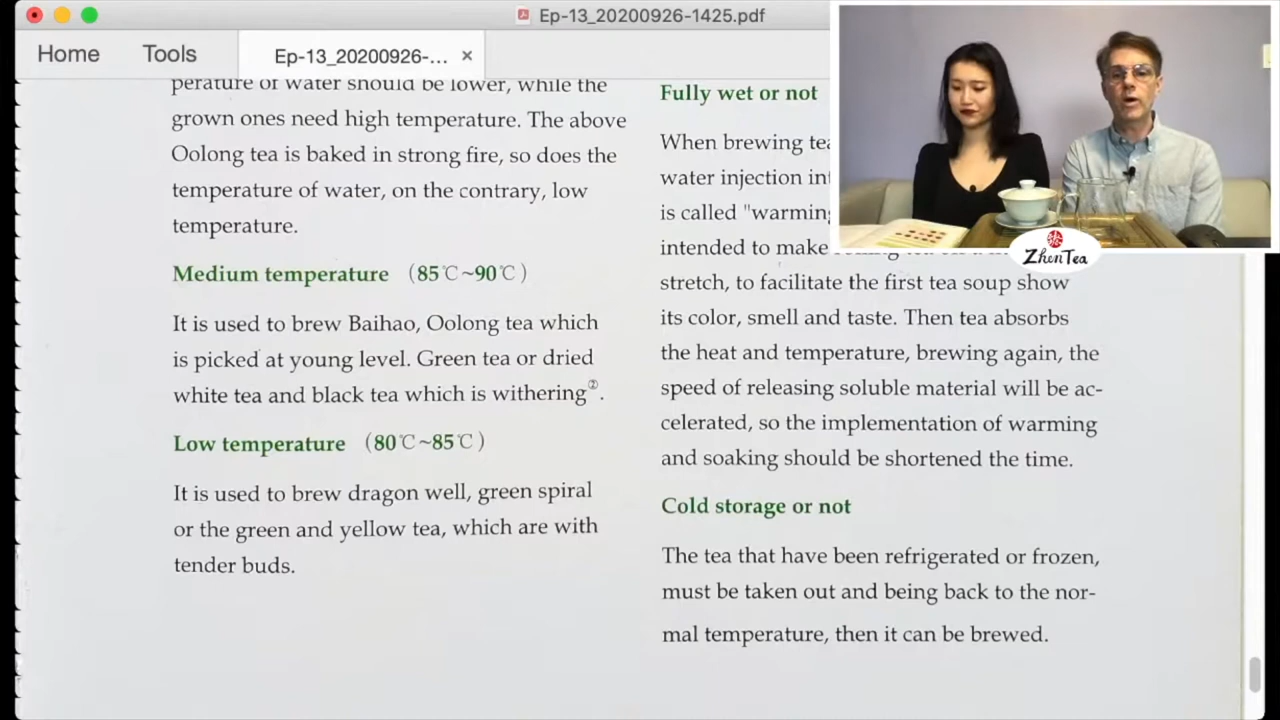 Ep-13_20200926-1425.pdf
Home
Tools
Ep-13_20200926-... ×
perature of water should be lower, while the
grown ones need high temperature. The above
Oolong tea is baked in strong fire, so does the
temperature of water, on the contrary, low
temperature.
Medium temperature (85℃~90℃)
It is used to brew Baihao, Oolong tea which
is picked at young level. Green tea or dried
white tea and black tea which is withering②.
Low temperature (80℃~85℃)
It is used to brew dragon well, green spiral
or the green and yellow tea, which are with
tender buds.
Fully wet or not
When brewing tea
water injection in
is called "warming
intended to make
stretch, to facilitate the first tea soup show
its color, smell and taste. Then tea absorbs
the heat and temperature, brewing again, the
speed of releasing soluble material will be ac-
celerated, so the implementation of warming
and soaking should be shortened the time.
Cold storage or not
The tea that have been refrigerated or frozen,
must be taken out and being back to the nor-
mal temperature, then it can be brewed.
ZhenTea